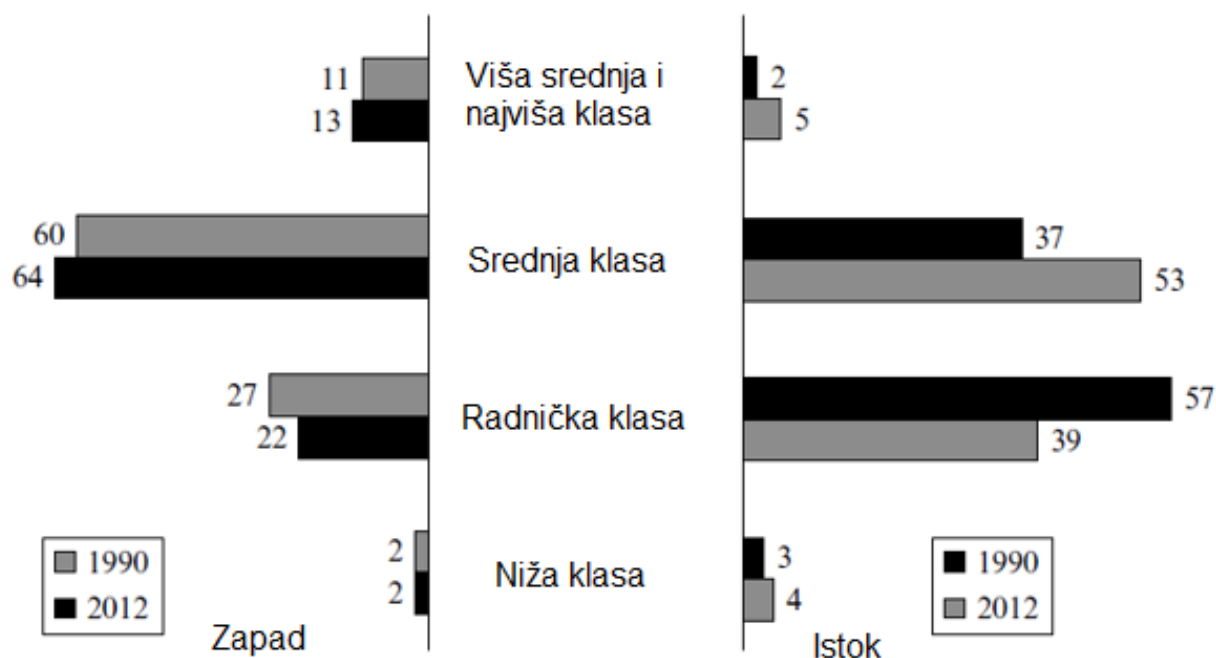 11
13
Viša srednja i
najviša klasa
2
5
60
64
Srednja klasa
37
53
27
22
Radnička klasa
57
39
2
2
Niža klasa
3
4
1990
2012
Zapad
1990
2012
Istok